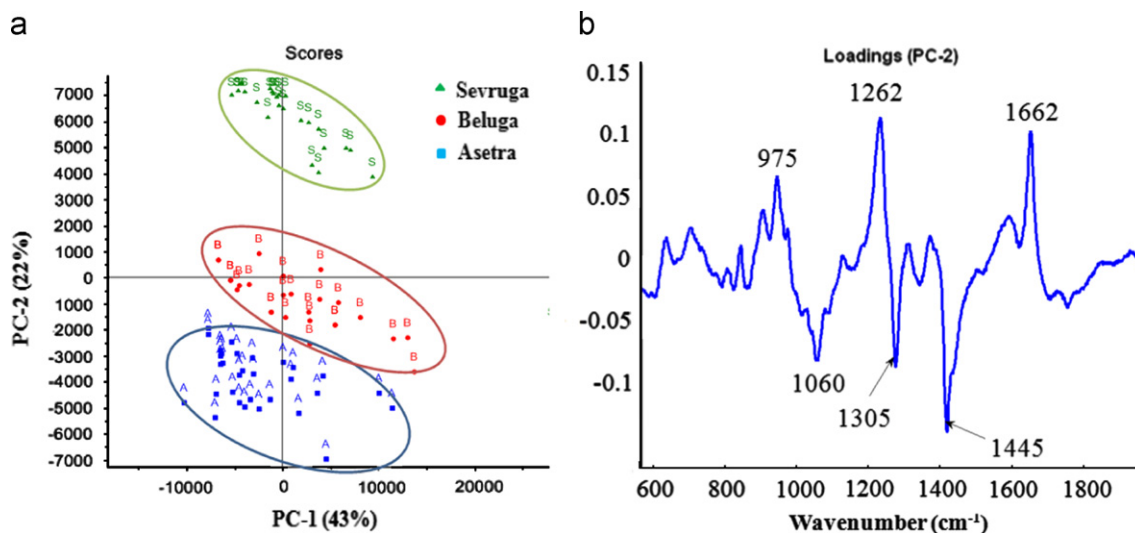 a
Scores
7000
6000
5000
4000
3000
2000
1000
0
-1000
2000
-3000
-4000
-5000
-6000
-7000
PC-2 (22%)
-10000 0 10000 20000
PC-1 (43%)
Sevruga
Beluga
Asetra
S S S S S S S S S S S S S
B B B B B B B B B B B B B
A A A A A A A A A A A A A
b
Loadings (PC-2)
0.15
0.1
0.05
0
-0.05
-0.1
975
1262
1662
1060
1305
1445
600 800 1000 1200 1400 1600 1800
Wavenumber (cm⁻¹)